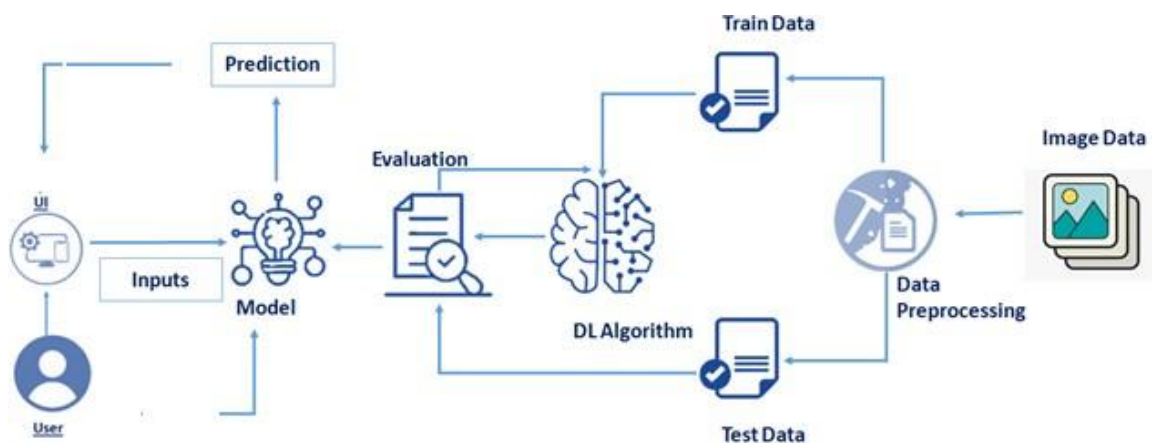 Train Data
Prediction
Image Data
Evaluation
UI
Inputs
Model
Data
Preprocessing
DL Algorithm
User
Test Data